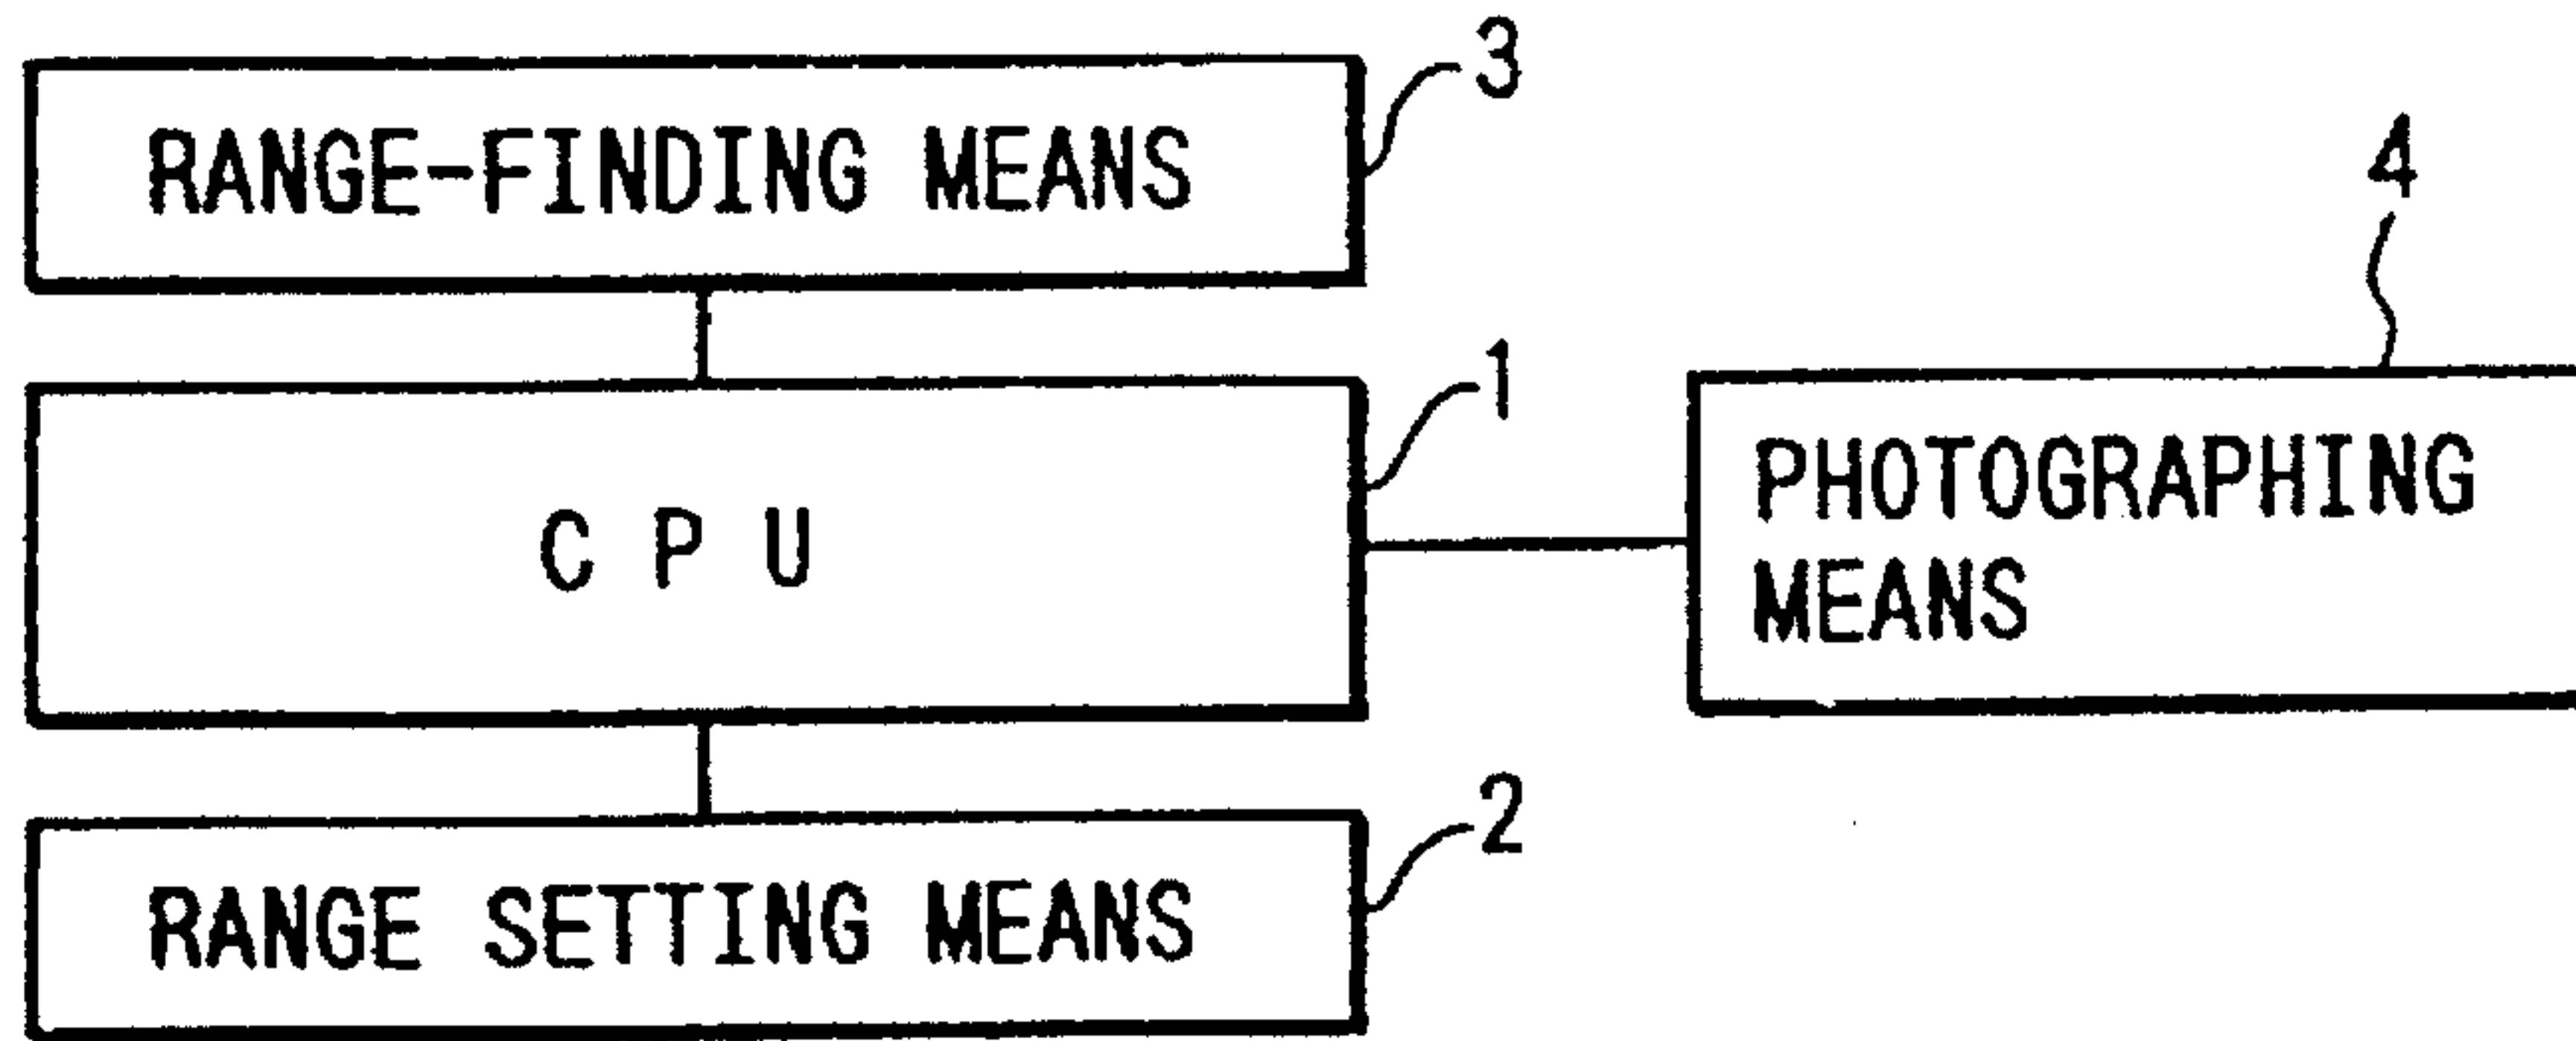 3
RANGE-FINDING MEANS
4
1
C P U
PHOTOGRAPHING
MEANS
2
RANGE SETTING MEANS